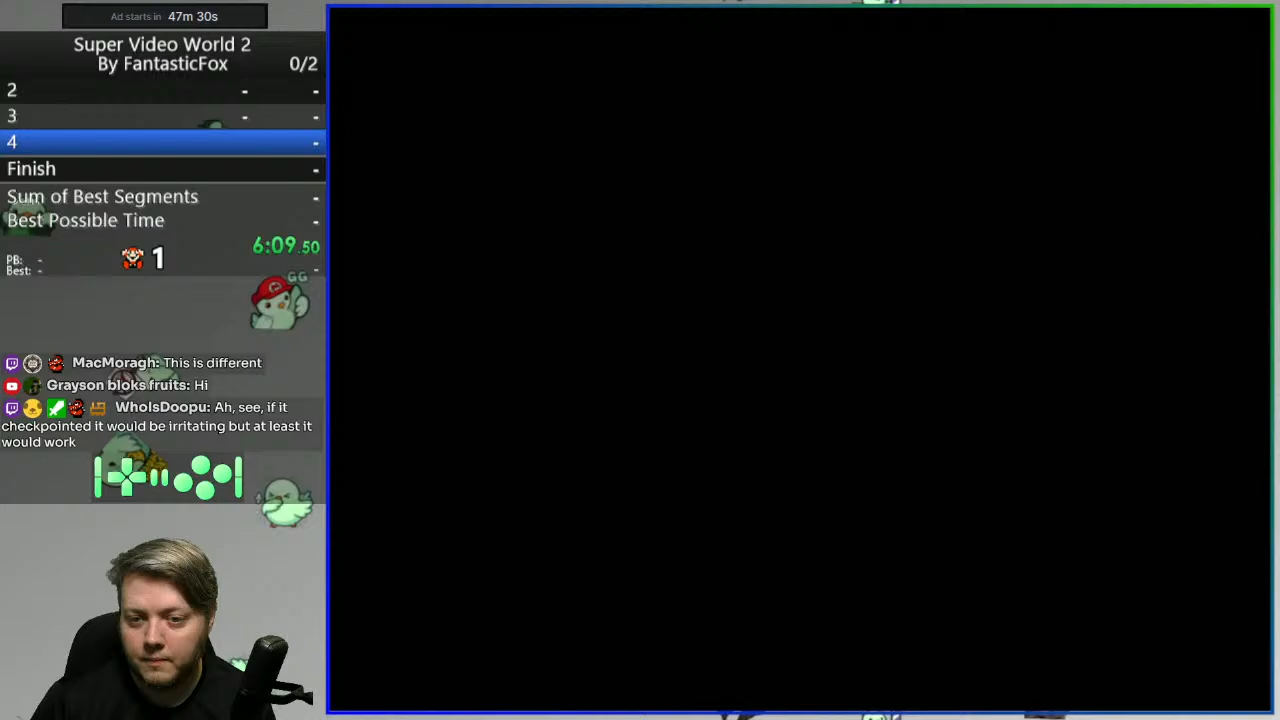 Ad starts in 47m 30s
Super Video World 2
By FantasticFox 0/2
2 - -
3 - -
4 -
Finish -
Sum of Best Segments -
Best Possible Time -
6:09.50
PB: -
Best: -
1
-
GG
MacMoragh: This is different
Grayson bloks fruits: Hi
WhoIsDoopu: Ah, see, if it
checkpointed it would be irritating but at least it
would work